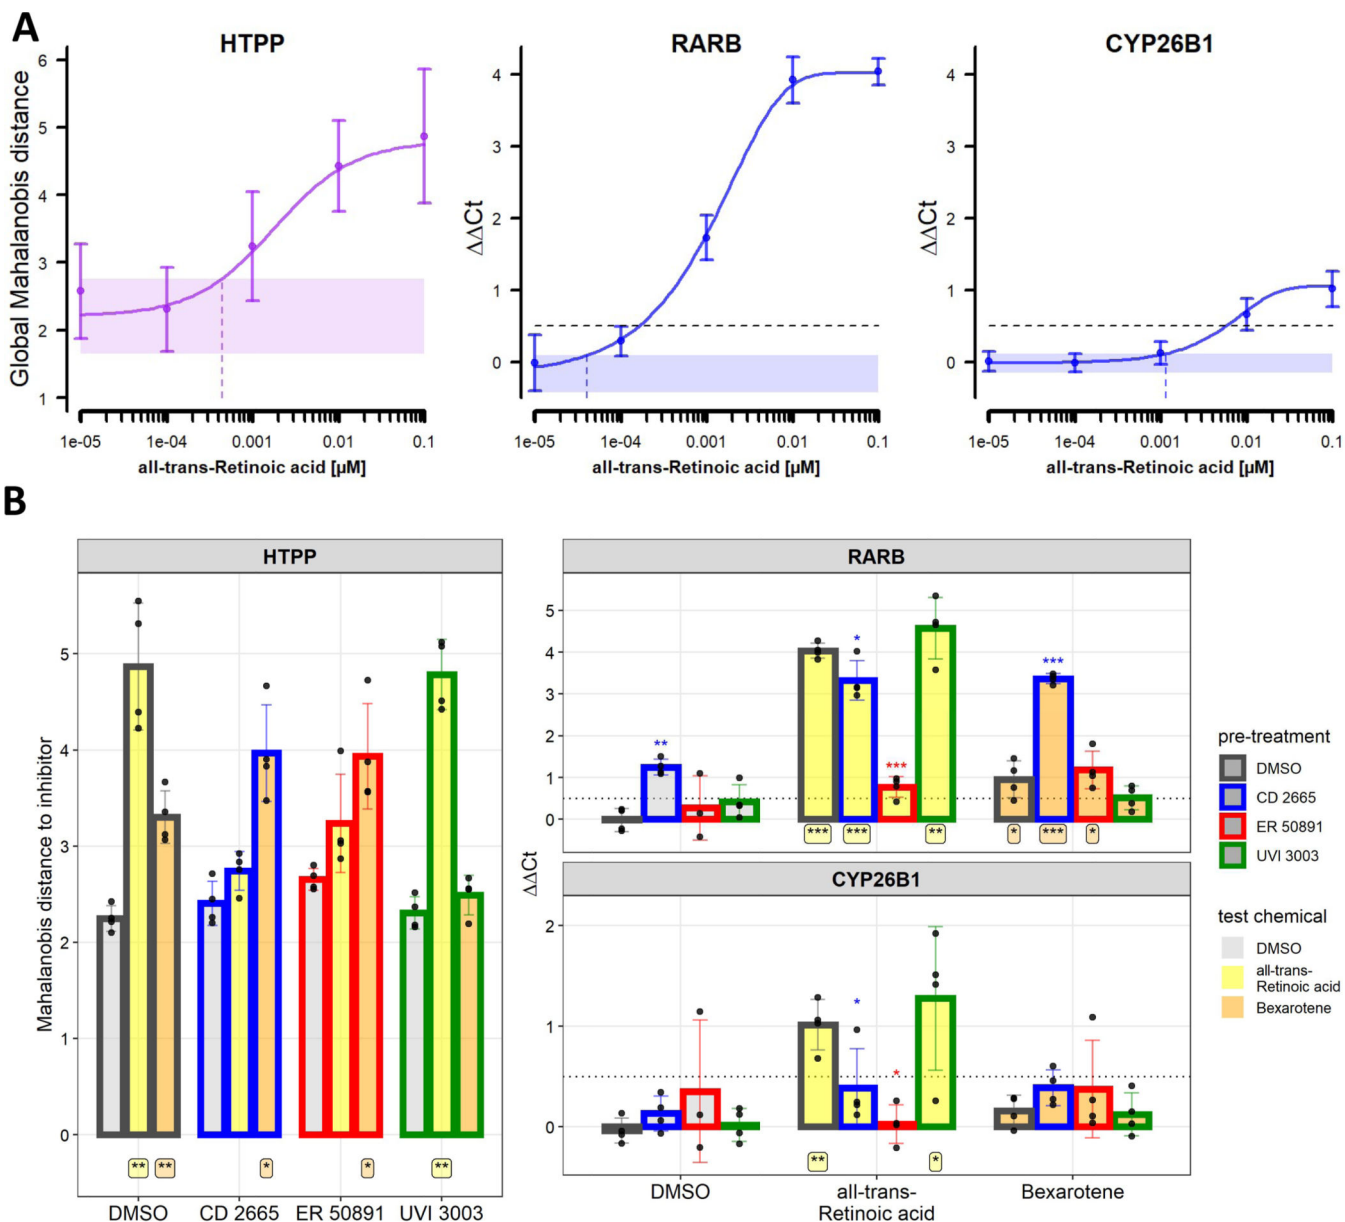 A
HTPP
RARB
CYP26B1
Global Mahalanobis distance
6
5
4
3
2
1
1e-05
1e-04
0.001
0.01
0.1
all-trans-Retinoic acid [µM]
ΔΔCt
4
3
2
1
0
1e-05
1e-04
0.001
0.01
0.1
all-trans-Retinoic acid [µM]
ΔΔCt
4
3
2
1
0
1e-05
1e-04
0.001
0.01
0.1
all-trans-Retinoic acid [µM]
B
HTPP
Mahalanobis distance to inhibitor
5
4
3
2
1
0
** ** * * **
DMSO
CD 2665
ER 50891
UVI 3003
RARB
ΔΔCt
5
4
3
2
1
0
** * *** ***
*** *** ** * *** *
CYP26B1
2
1
0
* *
** *
DMSO
all-trans-
Retinoic acid
Bexarotene
pre-treatment
DMSO
CD 2665
ER 50891
UVI 3003
test chemical
DMSO
all-trans-
Retinoic acid
Bexarotene